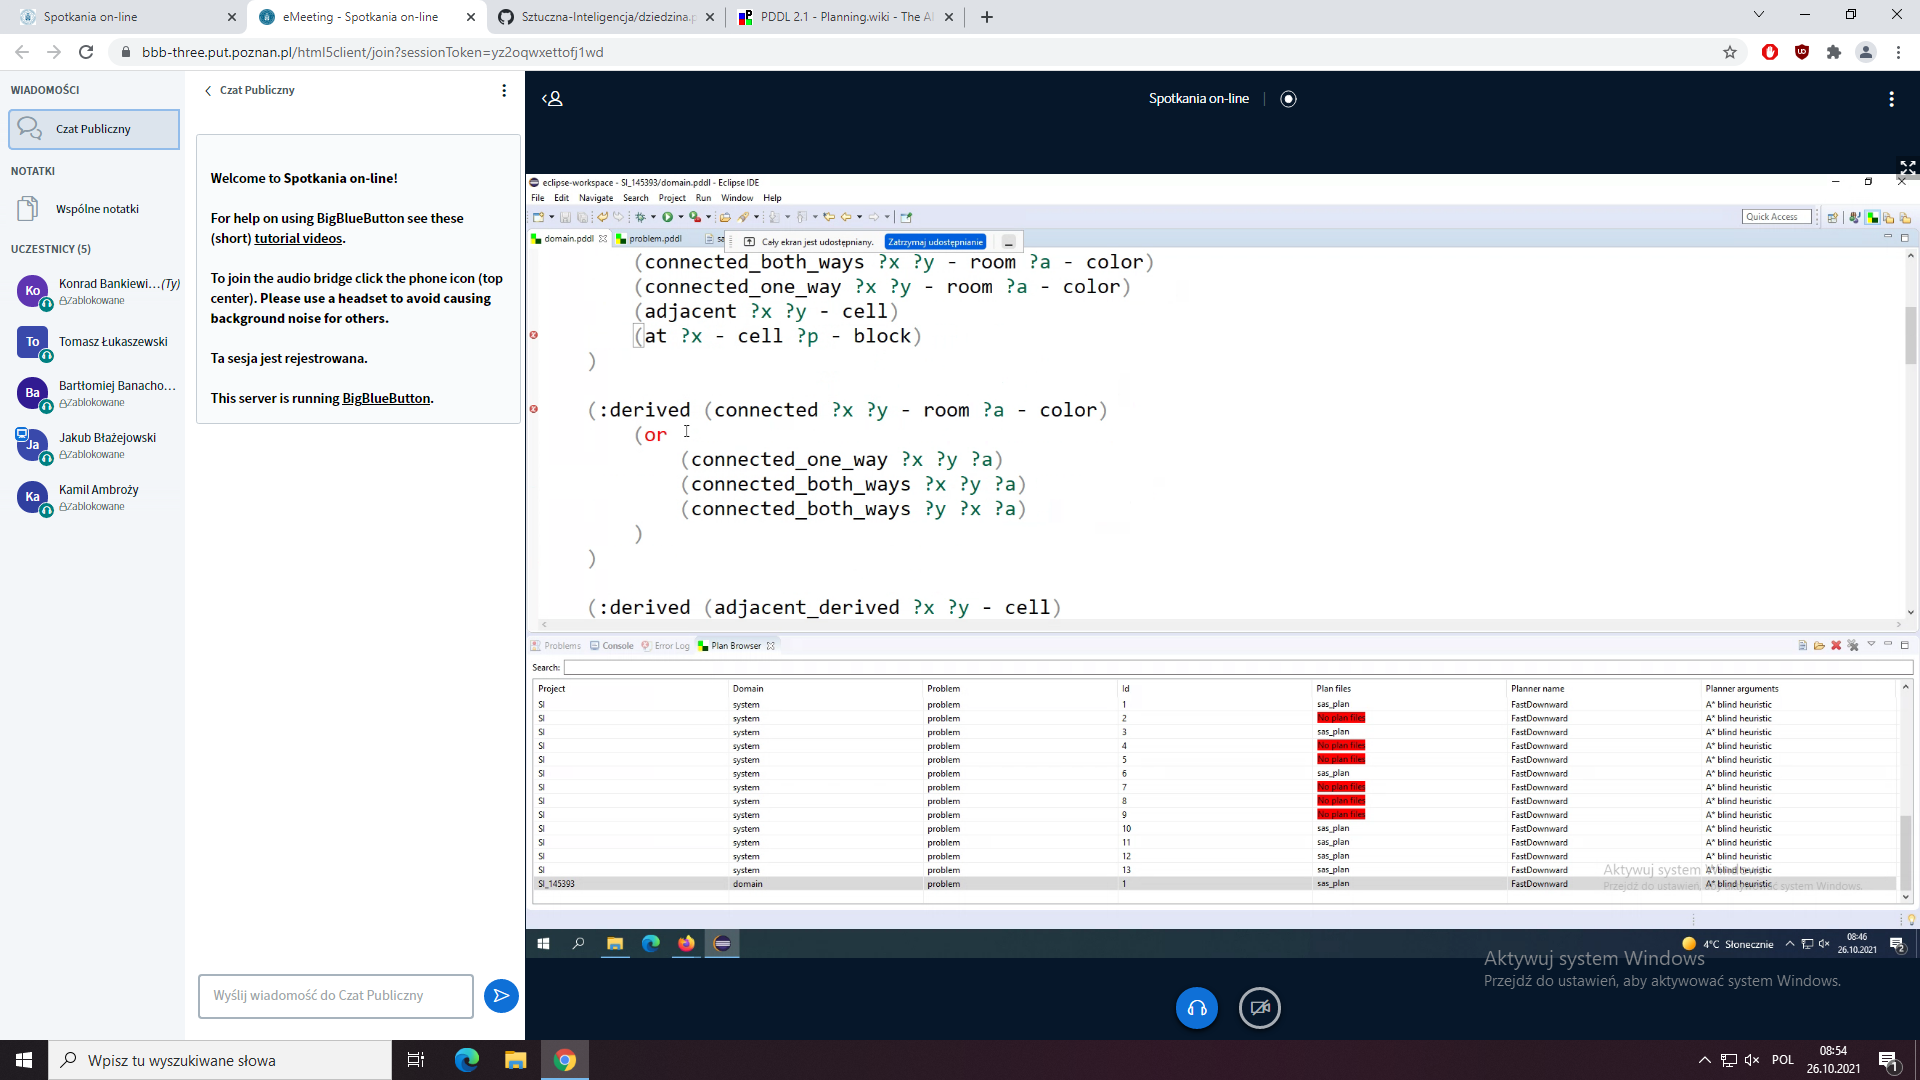 Spotkania on-line
eMeeting - Spotkania on-line
Sztuczna-Inteligencja/dziedzina.p
PDDL 2.1 - Planning.wiki - The A
bbb-three.put.poznan.pl/html5client/join?sessionToken=yz2oqwxettofj1wd
WIADOMOŚCI
Czat Publiczny
NOTATKI
Wspólne notatki
UCZESTNICY (5)
Ko
Konrad Bankiewi... (Ty)
Zablokowane
To
Tomasz Łukaszewski
Ba
Bartłomiej Banacho...
Zablokowane
Ja
Jakub Błażejowski
Zablokowane
Ka
Kamil Ambroży
Zablokowane
Czat Publiczny
Welcome to Spotkania on-line!
For help on using BigBlueButton see these
(short) tutorial videos.
To join the audio bridge click the phone icon (top
center). Please use a headset to avoid causing
background noise for others.
Ta sesja jest rejestrowana.
This server is running BigBlueButton.
Wyślij wiadomość do Czat Publiczny
Spotkania on-line
eclipse-workspace - SI_145393/domain.pddl - Eclipse IDE
File Edit Navigate Search Project Run Window Help
Quick Access
domain.pddl problem.pddl sa
Cały ekran jest udostępniany. Zatrzymaj udostępnianie
(connected_both_ways ?x ?y - room ?a - color)
(connected_one_way ?x ?y - room ?a - color)
(adjacent ?x ?y - cell)
(at ?x - cell ?p - block)
)
(:derived (connected ?x ?y - room ?a - color)
(or
(connected_one_way ?x ?y ?a)
(connected_both_ways ?x ?y ?a)
(connected_both_ways ?y ?x ?a)
)
)
(:derived (adjacent_derived ?x ?y - cell)
Problems Console Error Log Plan Browser
Search:
Project Domain Problem Id Plan files Planner name Planner arguments
SI system problem 1 sas_plan FastDownward A* blind heuristic
SI system problem 2 No plan files FastDownward A* blind heuristic
SI system problem 3 sas_plan FastDownward A* blind heuristic
SI system problem 4 No plan files FastDownward A* blind heuristic
SI system problem 5 No plan files FastDownward A* blind heuristic
SI system problem 6 sas_plan FastDownward A* blind heuristic
SI system problem 7 No plan files FastDownward A* blind heuristic
SI system problem 8 No plan files FastDownward A* blind heuristic
SI system problem 9 No plan files FastDownward A* blind heuristic
SI system problem 10 sas_plan FastDownward A* blind heuristic
SI system problem 11 sas_plan FastDownward A* blind heuristic
SI system problem 12 sas_plan FastDownward A* blind heuristic
SI system problem 13 sas_plan FastDownward A* blind heuristic
SI_145393 domain problem 1 sas_plan FastDownward A* blind heuristic
4°C Słonecznie
08:46
26.10.2021
2
Aktywuj system Windows
Przejdź do ustawień, aby aktywować system Windows.
Wpisz tu wyszukiwane słowa
POL
08:54
26.10.2021
1